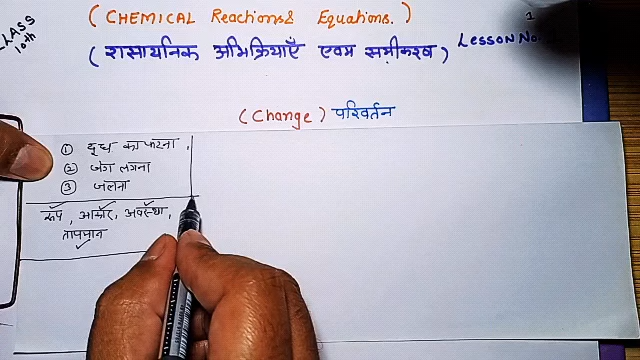 CLASS 10th
( CHEMICAL Reactions & Equations. )
1
( रासायनिक अभिक्रियाएँ एवम समीकरण )
Lesson No.
(Change) परिवर्तन
① दूध का फटना,
② जंग लगना
③ जलना
रूप, आकार, अवस्था,
तापमान